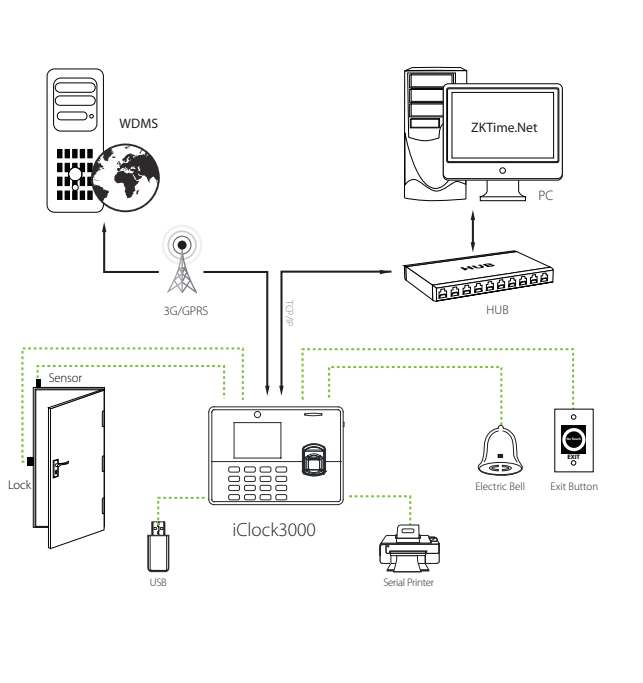 WDMS
ZKTime.Net
PC
HUB
3G/GPRS
TCP/IP
HUB
Sensor
Lock
EXIT
Electric Bell
Exit Button
iClock3000
USB
Serial Printer